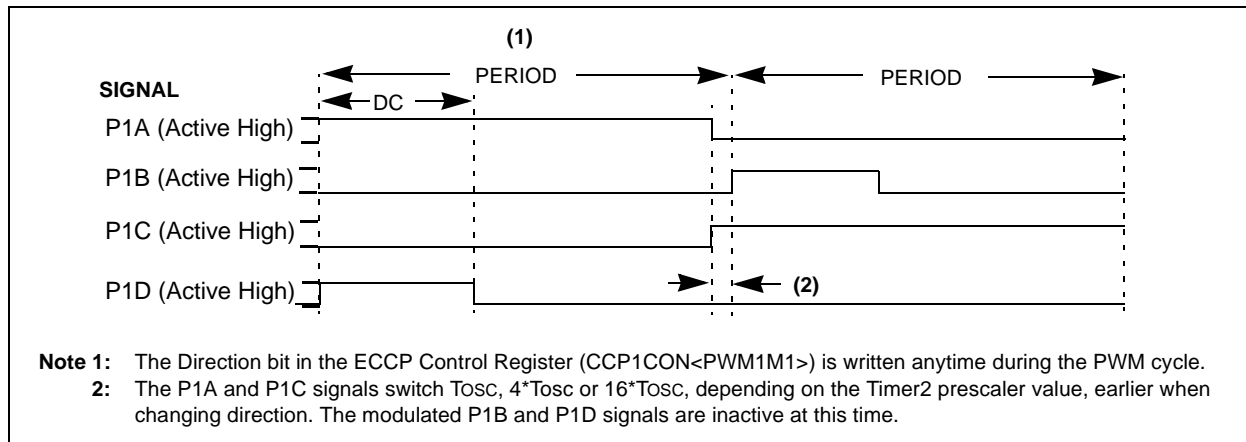 (1)
PERIOD PERIOD
SIGNAL
DC
P1A (Active High)
P1B (Active High)
P1C (Active High)
P1D (Active High)
(2)
Note 1: The Direction bit in the ECCP Control Register (CCP1CON<PWM1M1>) is written anytime during the PWM cycle.
2: The P1A and P1C signals switch TOSC, 4*Tosc or 16*TOSC, depending on the Timer2 prescaler value, earlier when
changing direction. The modulated P1B and P1D signals are inactive at this time.